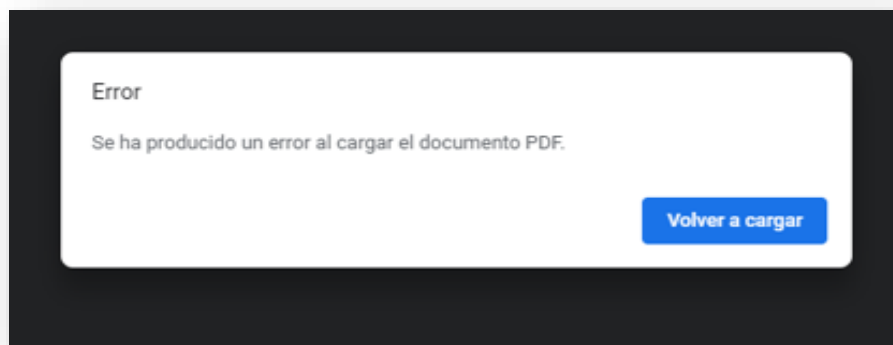 Error
Se ha producido un error al cargar el documento PDF.
Volver a cargar